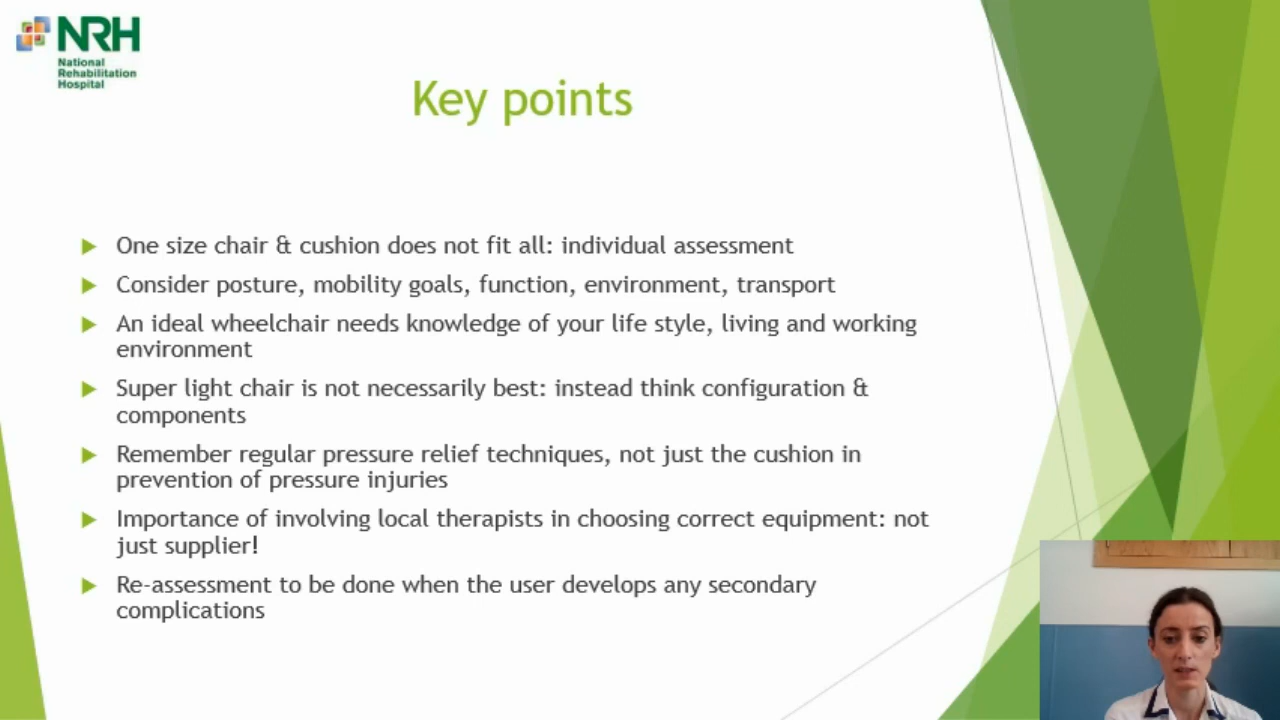 NRH
National
Rehabilitation
Hospital
Key points
One size chair & cushion does not fit all: individual assessment
Consider posture, mobility goals, function, environment, transport
An ideal wheelchair needs knowledge of your life style, living and working
environment
Super light chair is not necessarily best: instead think configuration &
components
Remember regular pressure relief techniques, not just the cushion in
prevention of pressure injuries
Importance of involving local therapists in choosing correct equipment: not
just supplier!
Re-assessment to be done when the user develops any secondary
complications